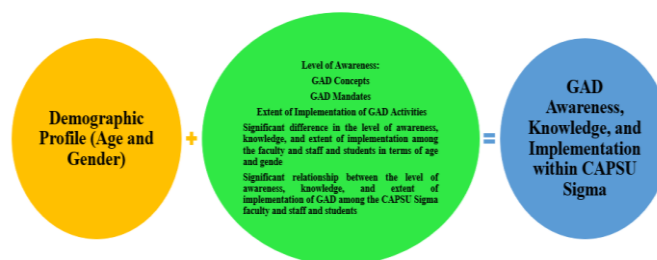 Demographic
Profile (Age and
Gender)
+
Level of Awareness:
GAD Concepts
GAD Mandates
Extent of Implementation of GAD Activities
Significant difference in the level of awareness,
knowledge, and extent of implementation among
the faculty and staff and students in terms of age
and gende
Significant relationship between the level of
awareness, knowledge, and extent of
implementation of GAD among the CAPSU Sigma
faculty and staff and students
=
GAD
Awareness,
Knowledge, and
Implementation
within CAPSU
Sigma